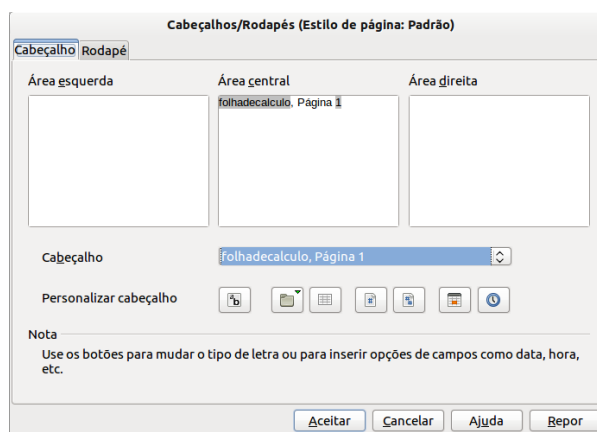 Cabeçalhos/Rodapés (Estilo de página: Padrão)
Cabeçalho Rodapé
Área esquerda Área central Área direita
folhadecalculo, Página 1
Cabeçalho folhadecalculo, Página 1
Personalizar cabeçalho
Nota
Use os botões para mudar o tipo de letra ou para inserir opções de campos como data, hora,
etc.
Aceitar Cancelar Ajuda Repor